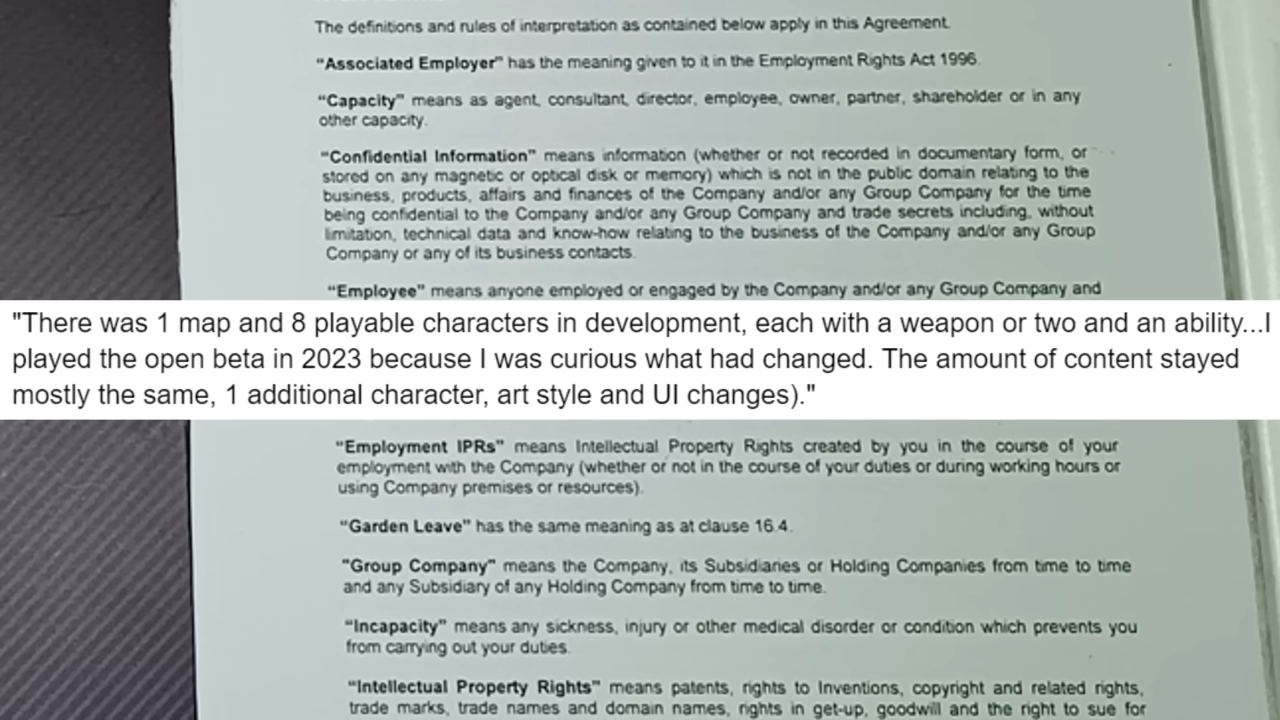 The definitions and rules of interpretation as contained below apply in this Agreement.
“Associated Employer” has the meaning given to it in the Employment Rights Act 1996.
“Capacity” means as agent, consultant, director, employee, owner, partner, shareholder or in any
other capacity.
“Confidential Information” means information (whether or not recorded in documentary form, or
stored on any magnetic or optical disk or memory) which is not in the public domain relating to the
business, products, affairs and finances of the Company and/or any Group Company for the time
being confidential to the Company and/or any Group Company and trade secrets including, without
limitation, technical data and know-how relating to the business of the Company and/or any Group
Company or any of its business contacts.
“Employee” means anyone employed or engaged by the Company and/or any Group Company and
"There was 1 map and 8 playable characters in development, each with a weapon or two and an ability...I
played the open beta in 2023 because I was curious what had changed. The amount of content stayed
mostly the same, 1 additional character, art style and UI changes)."
“Employment IPRs” means Intellectual Property Rights created by you in the course of your
employment with the Company (whether or not in the course of your duties or during working hours or
using Company premises or resources).
“Garden Leave” has the same meaning as at clause 16.4.
“Group Company” means the Company, its Subsidiaries or Holding Companies from time to time
and any Subsidiary of any Holding Company from time to time.
“Incapacity” means any sickness, injury or other medical disorder or condition which prevents you
from carrying out your duties.
“Intellectual Property Rights” means patents, rights to Inventions, copyright and related rights,
trade marks, trade names and domain names, rights in get-up, goodwill and the right to sue for